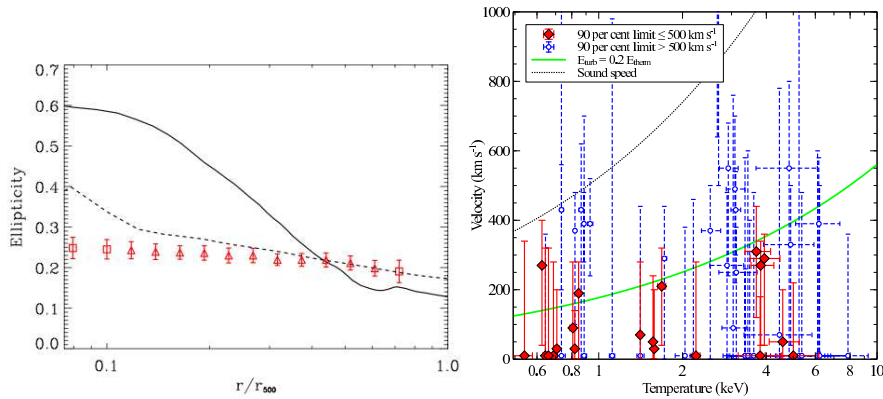 0.7
0.6
0.5
0.4
0.3
0.2
0.1
0.0
Ellipticity
0.1
1.0
r/r500
1000
800
600
400
200
0
Velocity (km s-1)
90 per cent limit ≤ 500 km s-1
90 per cent limit > 500 km s-1
Eturb = 0.2 Etherm
Sound speed
0.6 0.8 1 2 4 6 8 10
Temperature (keV)